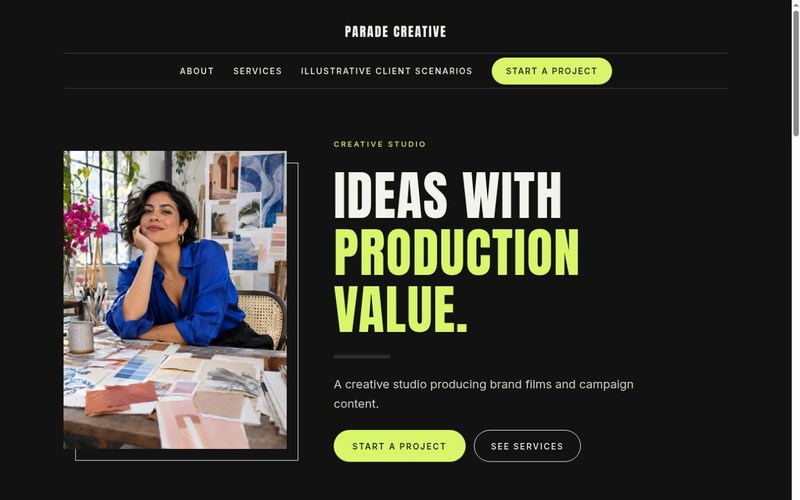 PARADE CREATIVE
ABOUT SERVICES ILLUSTRATIVE CLIENT SCENARIOS START A PROJECT
CREATIVE STUDIO
IDEAS WITH
PRODUCTION
VALUE.
A creative studio producing brand films and campaign
content.
START A PROJECT SEE SERVICES